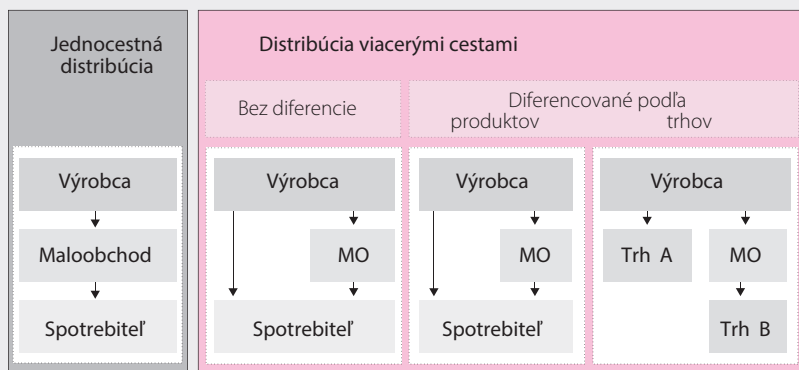 Jednocestná
distribúcia
Výrobca
Maloobchod
Spotrebiteľ
Distribúcia viacerými cestami
Bez diferencie
Diferencované podľa
produktov trhov
Výrobca
MO
Spotrebiteľ
Výrobca
MO
Spotrebiteľ
Výrobca
Trh A
MO
Trh B